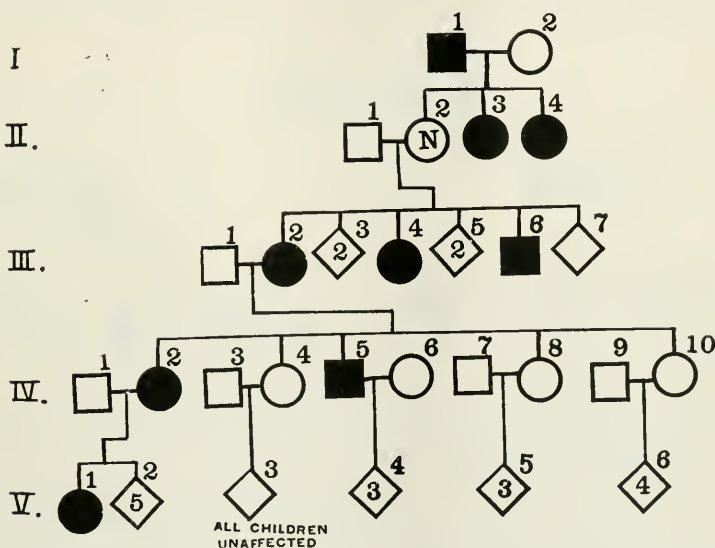 1 2
I
1 2 3 4
II. N
1 2 3 4 5 6 7
III. 2 2
1 2 3 4 5 6 7 8 9 10
IV.
1 2 3 4 5 6
V. 5 3 3 4
ALL CHILDREN
UNAFFECTED